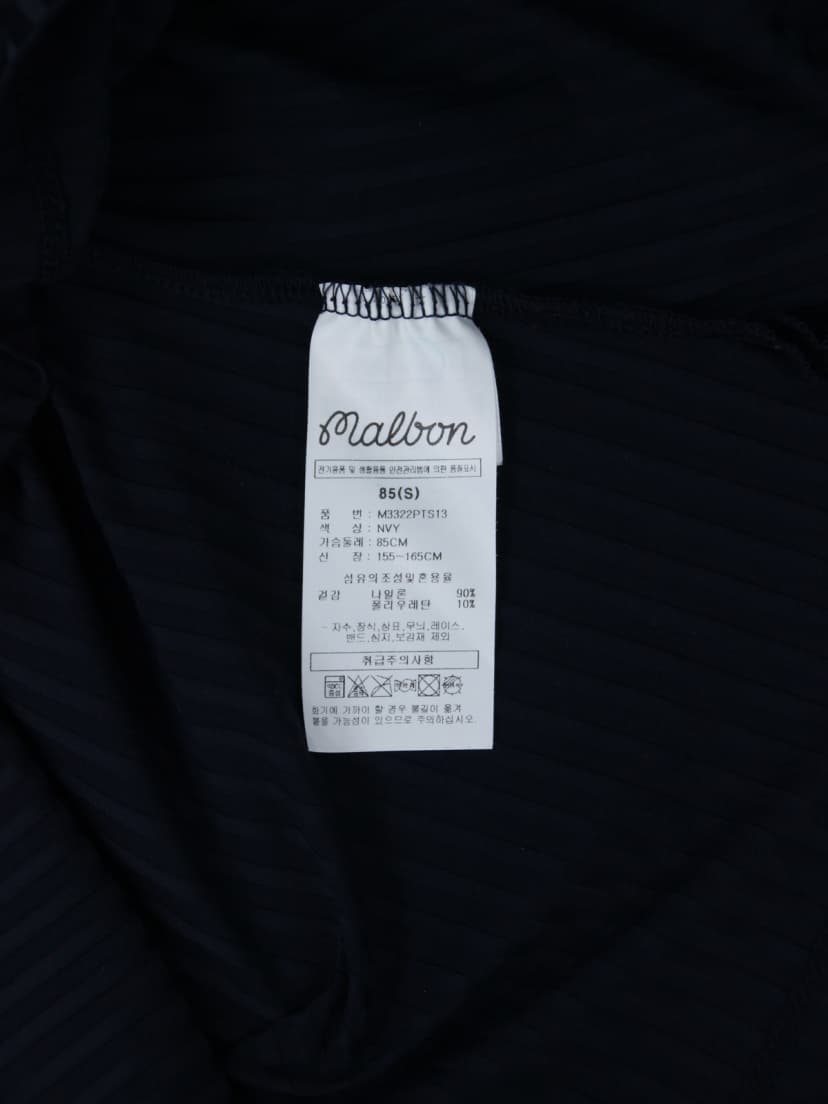 Malbon
전기용품 및 생활용품 안전관리법에 의한 품질표시
85(S)
품 번 : M3322PTS13
색 상 : NVY
가슴둘레 : 85CM
신 장 : 155~165CM
섬유의조성및혼용율
겉감 나일론 90%
폴리우레탄 10%
- 자수,장식,상표,무늬,레이스,
밴드,심지,보강재 제외
취급주의사항
화기에 가까이 할 경우 불길이 옮겨
붙을 가능성이 있으므로 주의하십시오.